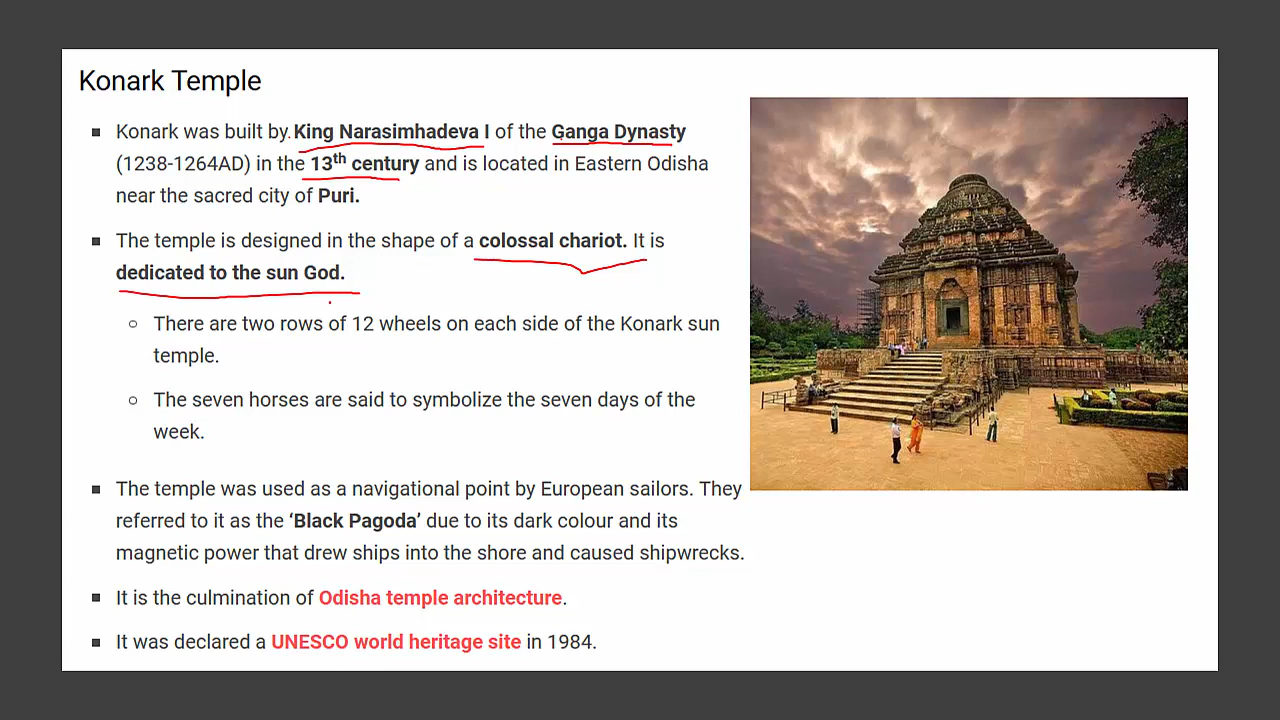 Konark Temple
▪ Konark was built by King Narasimhadeva I of the Ganga Dynasty
(1238-1264AD) in the 13th century and is located in Eastern Odisha
near the sacred city of Puri.
▪ The temple is designed in the shape of a colossal chariot. It is
dedicated to the sun God.
○ There are two rows of 12 wheels on each side of the Konark sun
temple.
○ The seven horses are said to symbolize the seven days of the
week.
▪ The temple was used as a navigational point by European sailors. They
referred to it as the ‘Black Pagoda’ due to its dark colour and its
magnetic power that drew ships into the shore and caused shipwrecks.
▪ It is the culmination of Odisha temple architecture.
▪ It was declared a UNESCO world heritage site in 1984.